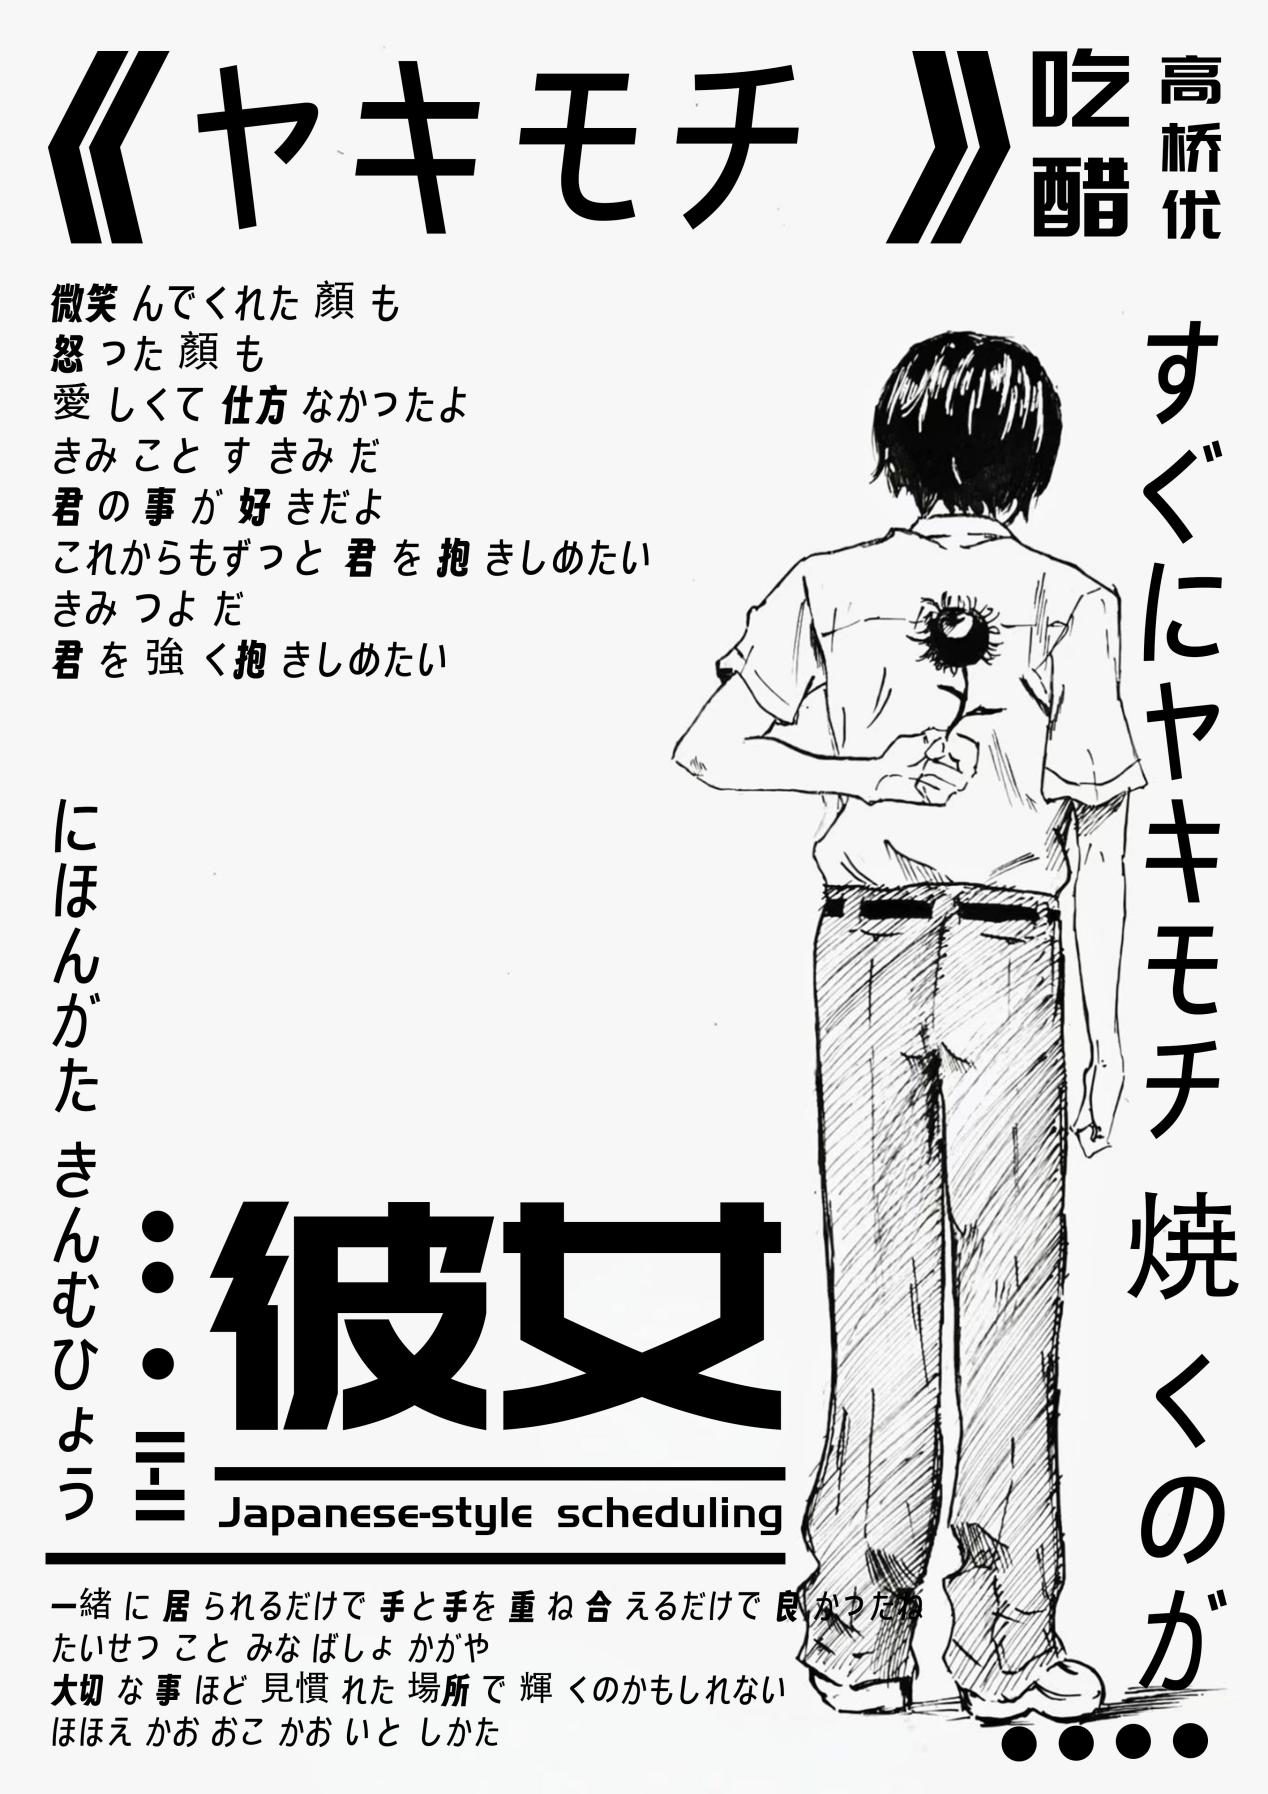 《ヤキモチ》
吃醋
高桥优
微笑んでくれた顏も
怒った顏も
愛しくて仕方なかったよ
きみ こと す きみ だ
君の事が好きだよ
これからもずっと君を抱きしめたい
きみ つよ だ
君を強く抱きしめたい
すぐにヤキモチ焼くのが
にほんがた きんむひょう
彼女
Japanese-style scheduling
一緒に居られるだけで手と手を重ね合えるだけで良かったね
たいせつ こと みな ばしょ かがや
大切な事ほど見慣れた場所で輝くのかもしれない
ほほえ かお おこ かお いと しかた